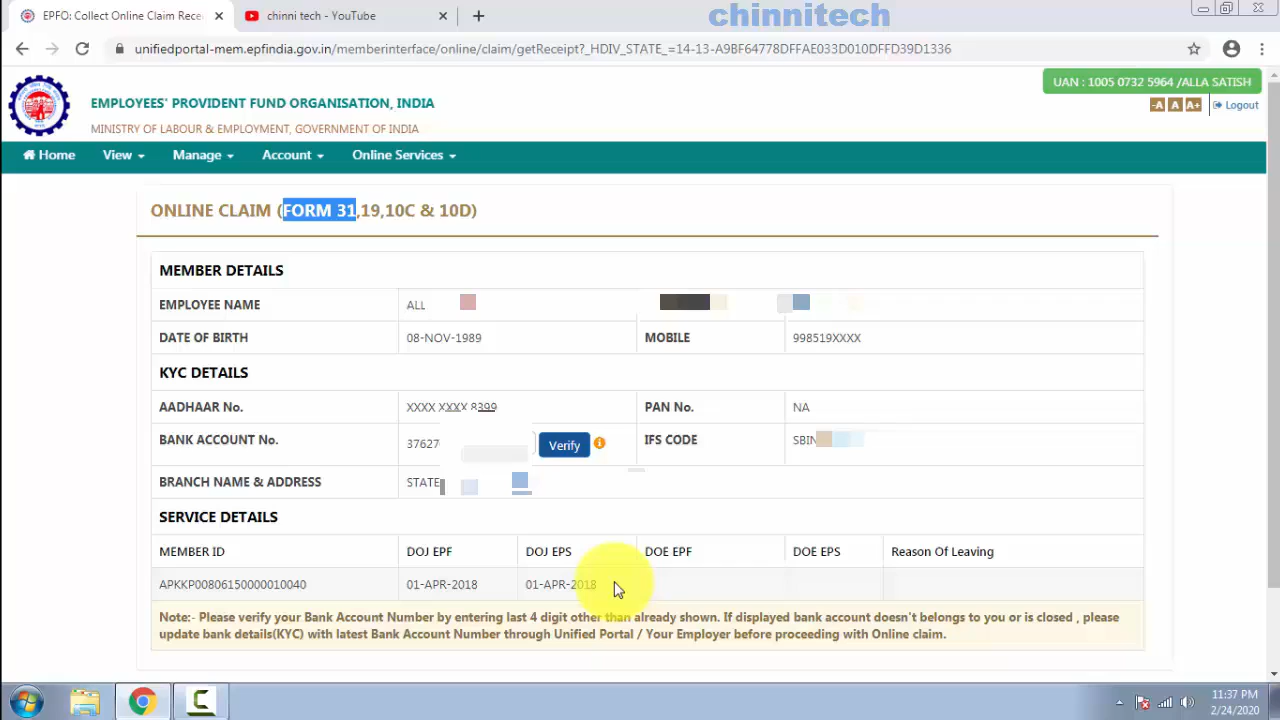 EPFO: Collect Online Claim Rece
chinni tech - YouTube
chinnitech
unifiedportal-mem.epfindia.gov.in/memberinterface/online/claim/getReceipt?_HDIV_STATE_=14-13-A9BF64778DFFAE033D010DFFD39D1336
UAN : 1005 0732 5964 /ALLA SATISH
EMPLOYEES' PROVIDENT FUND ORGANISATION, INDIA
-A A A+ Logout
MINISTRY OF LABOUR & EMPLOYMENT, GOVERNMENT OF INDIA
Home View Manage Account Online Services
ONLINE CLAIM (FORM 31,19,10C & 10D)
MEMBER DETAILS
EMPLOYEE NAME ALL
DATE OF BIRTH 08-NOV-1989 MOBILE 998519XXXX
KYC DETAILS
AADHAAR No. XXXX XXXX 8399 PAN No. NA
BANK ACCOUNT No. 37627 Verify IFS CODE SBIN
BRANCH NAME & ADDRESS STATE
SERVICE DETAILS
MEMBER ID DOJ EPF DOJ EPS DOE EPF DOE EPS Reason Of Leaving
APKKP00806150000010040 01-APR-2018 01-APR-2018
Note:- Please verify your Bank Account Number by entering last 4 digit other than already shown. If displayed bank account doesn't belongs to you or is closed , please
update bank details(KYC) with latest Bank Account Number through Unified Portal / Your Employer before proceeding with Online claim.
11:37 PM
2/24/2020